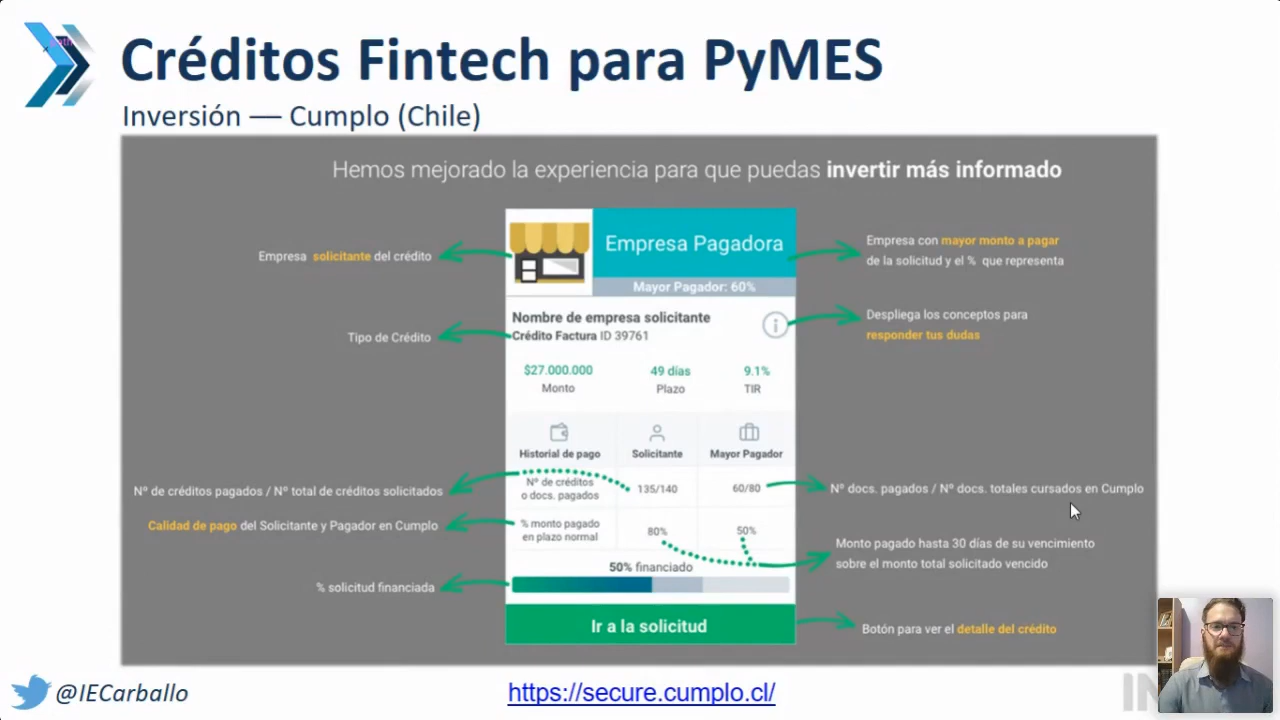 Créditos Fintech para PyMES
Inversión — Cumplo (Chile)
Hemos mejorado la experiencia para que puedas invertir más informado
Empresa solicitante del crédito
Tipo de Crédito
Nº de créditos pagados / Nº total de créditos solicitados
Calidad de pago del Solicitante y Pagador en Cumplo
% solicitud financiada
Empresa Pagadora
Mayor Pagador: 60%
Nombre de empresa solicitante
Crédito Factura ID 39761
$27.000.000 49 días 9.1%
Monto Plazo TIR
Historial de pago Solicitante Mayor Pagador
Nº de créditos
o docs. pagados
135/140 60/80
% monto pagado
en plazo normal
80% 50%
50% financiado
Ir a la solicitud
Empresa con mayor monto a pagar
de la solicitud y el % que representa
Despliega los conceptos para
responder tus dudas
Nº docs. pagados / Nº docs. totales cursados en Cumplo
Monto pagado hasta 30 días de su vencimiento
sobre el monto total solicitado vencido
Botón para ver el detalle del crédito
@IECarballo
https://secure.cumplo.cl/